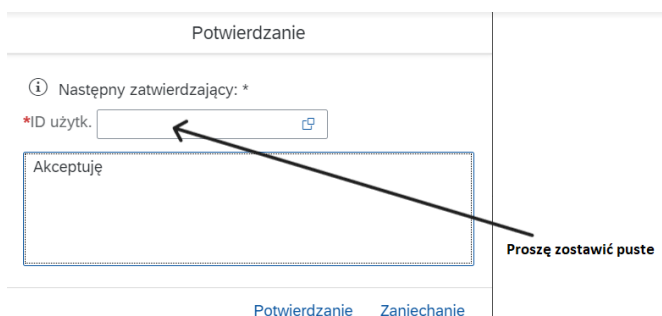 Potwierdzanie
Następny zatwierdzający: *
*ID użytk.
Akceptuję
Proszę zostawić puste
Potwierdzanie Zaniechanie